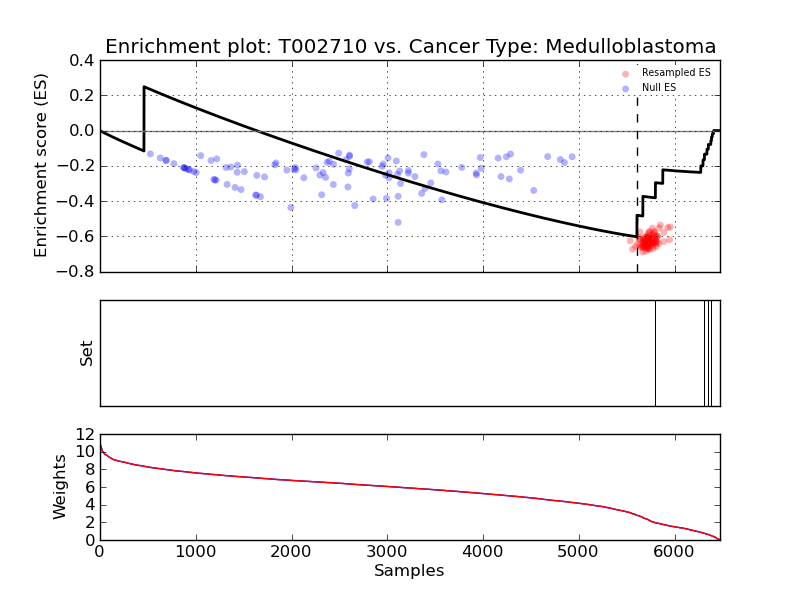 Enrichment plot: T002710 vs. Cancer Type: Medulloblastoma
Enrichment score (ES)
0.4
0.2
0.0
−0.2
−0.4
−0.6
−0.8
Resampled ES
Null ES
Set
Weights
12
10
8
6
4
2
0
0 1000 2000 3000 4000 5000 6000
Samples